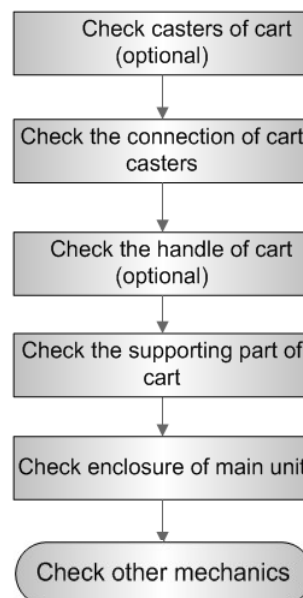 Check casters of cart
(optional)
Check the connection of cart
casters
Check the handle of cart
(optional)
Check the supporting part of
cart
Check enclosure of main unit
Check other mechanics